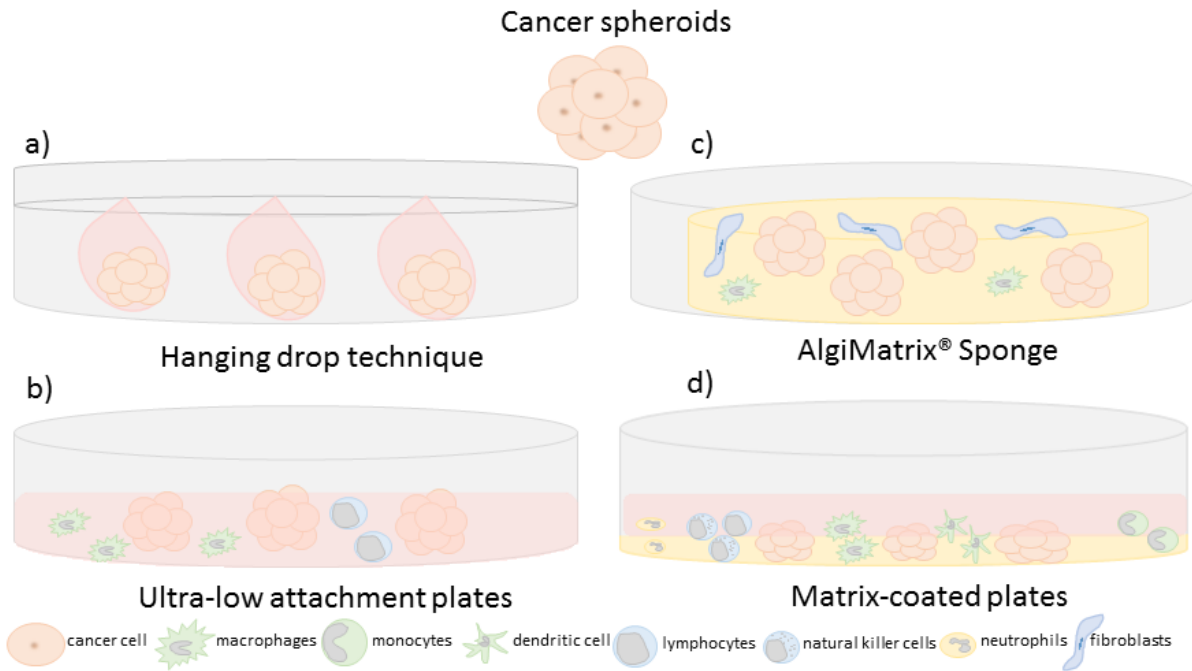 Cancer spheroids
a)
Hanging drop technique
b)
Ultra-low attachment plates
c)
AlgiMatrix® Sponge
d)
Matrix-coated plates
cancer cell macrophages monocytes dendritic cell lymphocytes natural killer cells neutrophils fibroblasts